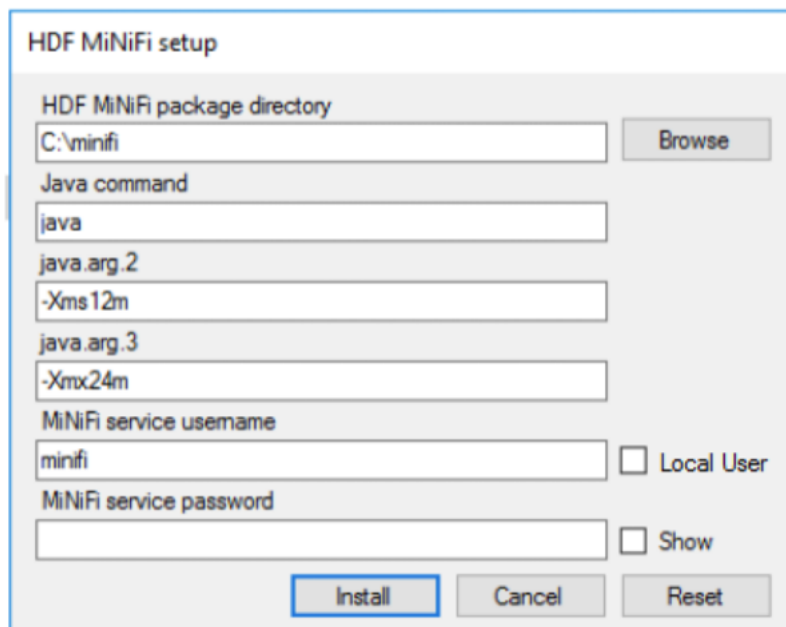 HDF MiNiFi setup
HDF MiNiFi package directory
C:\minifi
Browse
Java command
java
java.arg.2
-Xms12m
java.arg.3
-Xmx24m
MiNiFi service username
minifi
Local User
MiNiFi service password
Show
Install
Cancel
Reset